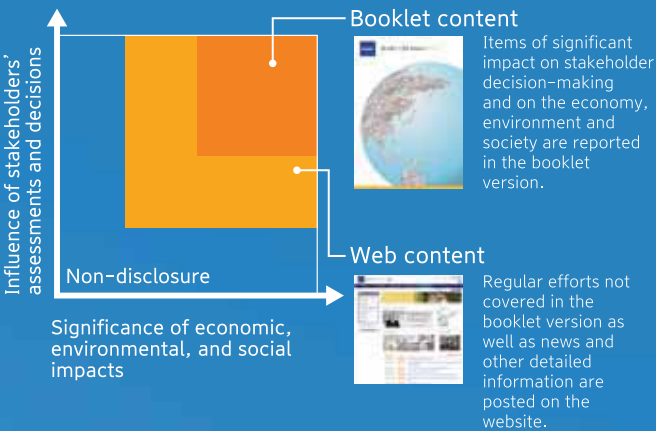 Influence of stakeholders'
assessments and decisions
Non-disclosure
Significance of economic,
environmental, and social
impacts
Booklet content
Items of significant
impact on stakeholder
decision-making
and on the economy,
environment and
society are reported
in the booklet
version.
Web content
Regular efforts not
covered in the
booklet version as
well as news and
other detailed
information are
posted on the
website.